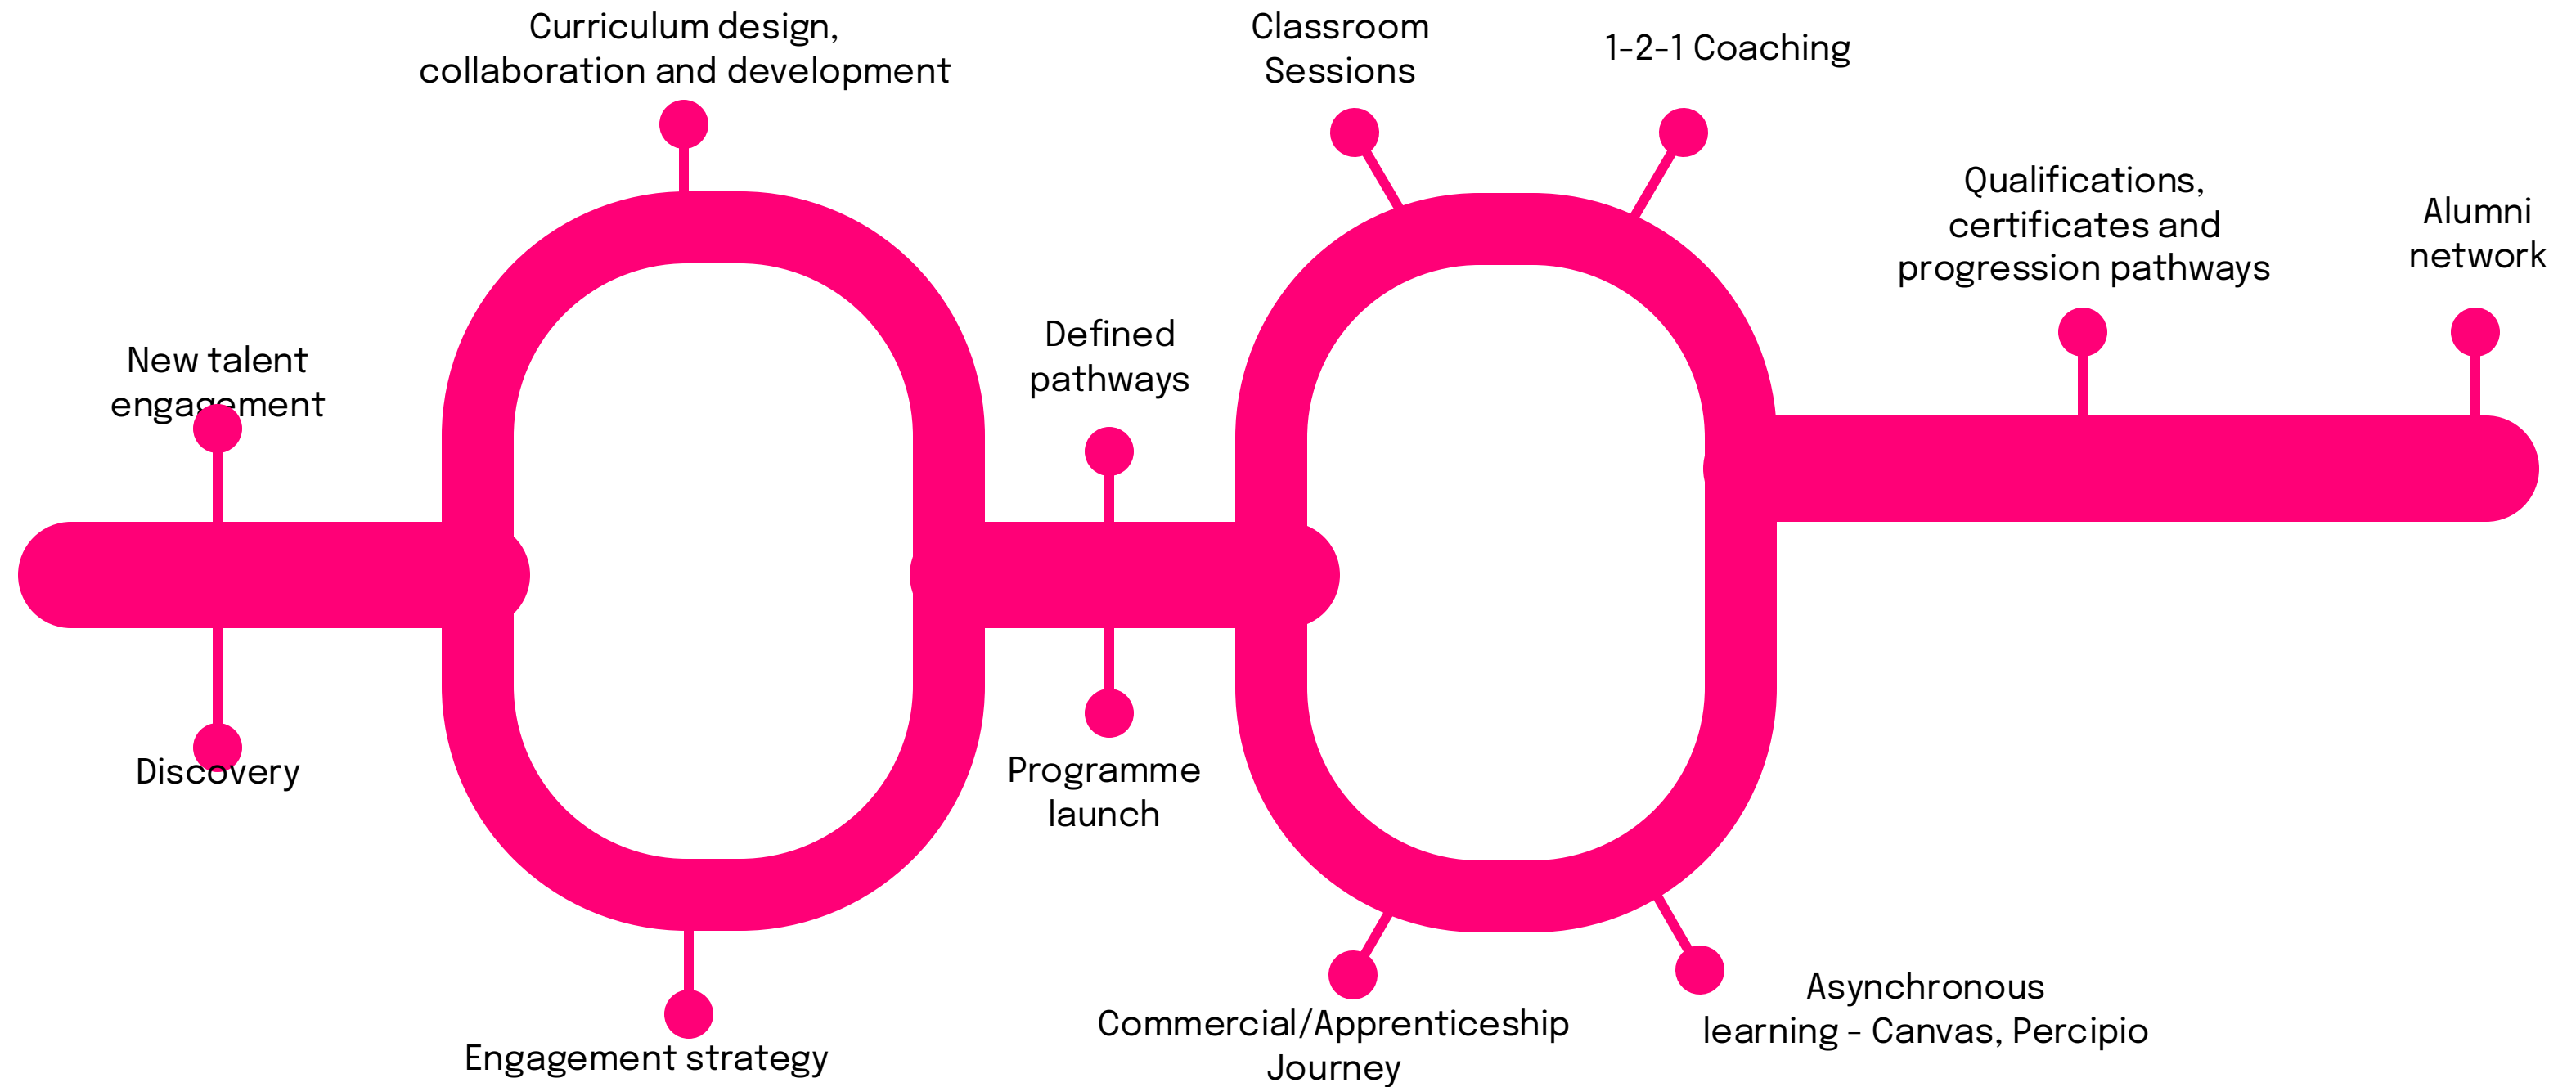 Curriculum design,
collaboration and development
Classroom
Sessions
1-2-1 Coaching
Qualifications,
certificates and
progression pathways
Alumni
network
New talent
engagement
Defined
pathways
Discovery
Programme
launch
Engagement strategy
Commercial/Apprenticeship
Journey
Asynchronous
learning - Canvas, Percipio